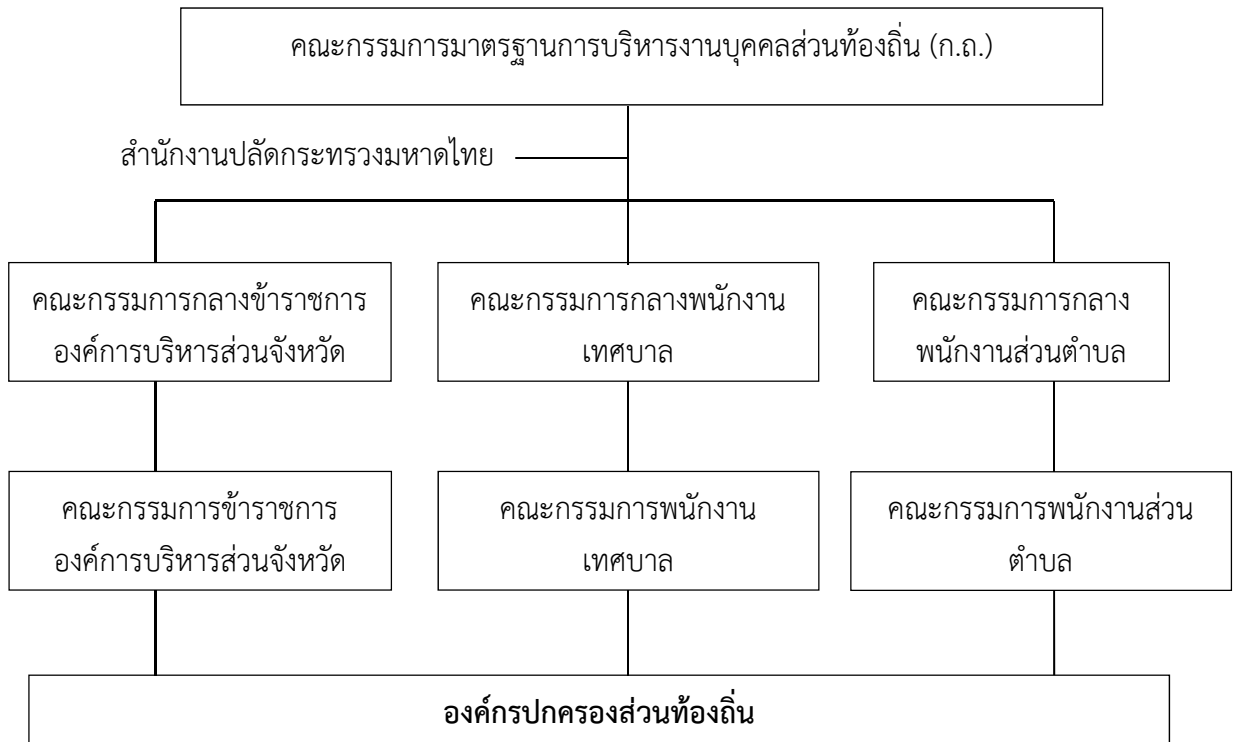 คณะกรรมการมาตรฐานการบริหารงานบุคคลส่วนท้องถิ่น (ก.ถ.)
สำนักงานปลัดกระทรวงมหาดไทย
คณะกรรมการกลางข้าราชการ
องค์การบริหารส่วนจังหวัด
คณะกรรมการกลางพนักงาน
เทศบาล
คณะกรรมการกลาง
พนักงานส่วนตำบล
คณะกรรมการข้าราชการ
องค์การบริหารส่วนจังหวัด
คณะกรรมการพนักงาน
เทศบาล
คณะกรรมการพนักงานส่วน
ตำบล
องค์กรปกครองส่วนท้องถิ่น